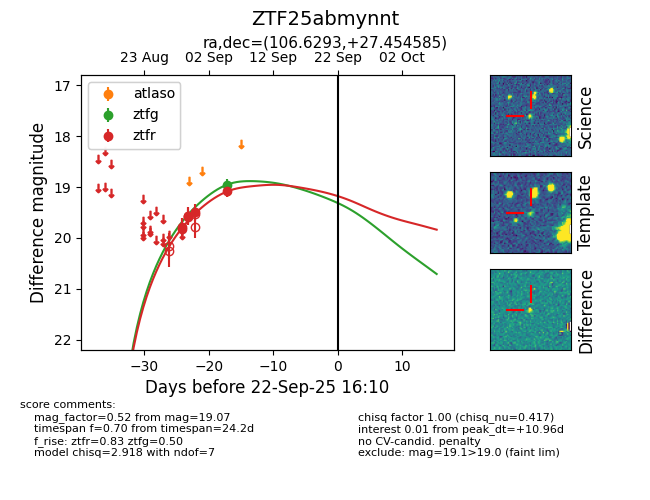 ZTF25abmynnt
ra,dec=(106.6293,+27.454585)
23 Aug 02 Sep 12 Sep 22 Sep 02 Oct
atlaso
ztfg
ztfr
17
18
19
20
21
22
Difference magnitude
−30 −20 −10 0 10
Days before 22-Sep-25 16:10
Science
Template
Difference
score comments:
mag_factor=0.52 from mag=19.07
timespan f=0.70 from timespan=24.2d
f_rise: ztfr=0.83 ztfg=0.50
model chisq=2.918 with ndof=7
chisq factor 1.00 (chisq_nu=0.417)
interest 0.01 from peak_dt=+10.96d
no CV-candid. penalty
exclude: mag=19.1>19.0 (faint lim)